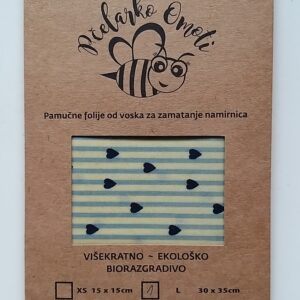 Pčelarko Omoti
Pamučne folije od voska za zamatanje namirnica
VIŠEKRATNO ~ EKOLOŠKO
BIORAZGRADIVO
XS 15 x 15cm L 30 x 35cm